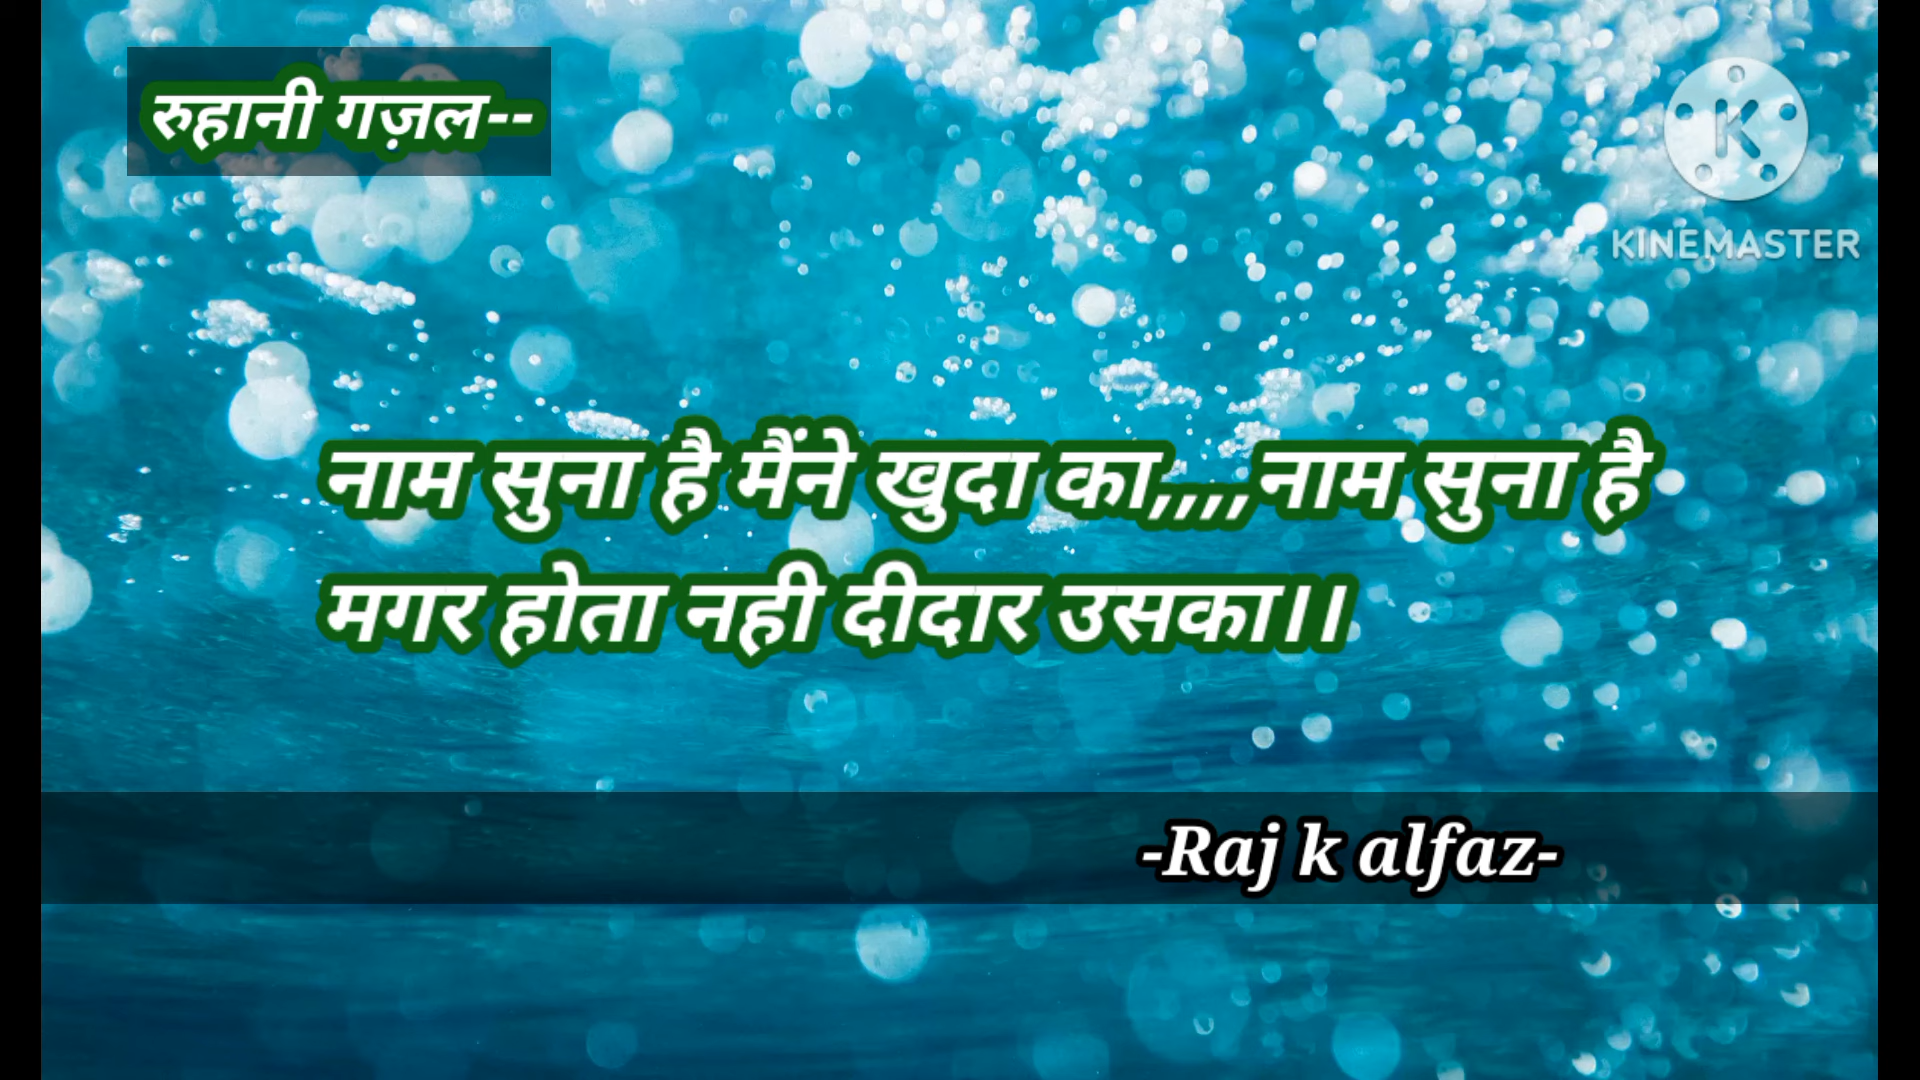 रुहानी गज़ल--
KINEMASTER
नाम सुना है मैंने खुदा का,,,,नाम सुना है
मगर होता नही दीदार उसका।।
-Raj k alfaz-